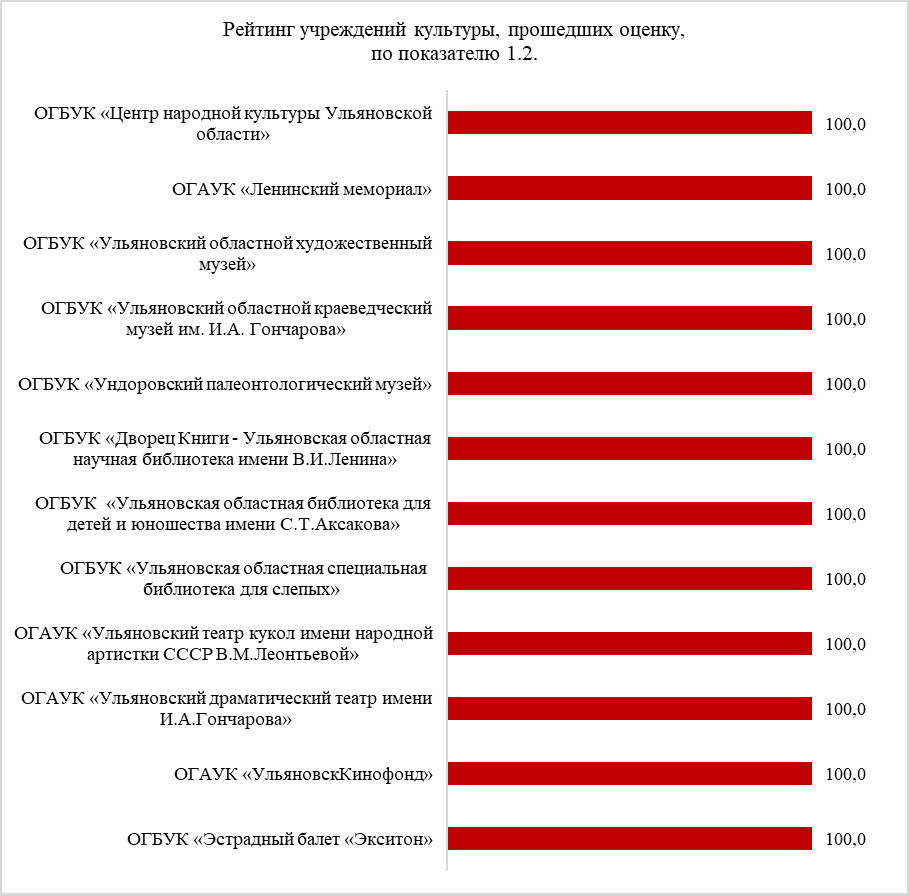 Рейтинг учреждений культуры, прошедших оценку,
по показателю 1.2.
ОГБУК «Центр народной культуры Ульяновской
области»
100,0
ОГАУК «Ленинский мемориал»
100,0
ОГБУК «Ульяновский областной художественный
музей»
100,0
ОГБУК «Ульяновский областной краеведческий
музей им. И.А. Гончарова»
100,0
ОГБУК «Ундоровский палеонтологический музей»
100,0
ОГБУК «Дворец Книги - Ульяновская областная
научная библиотека имени В.И.Ленина»
100,0
ОГБУК «Ульяновская областная библиотека для
детей и юношества имени С.Т.Аксакова»
100,0
ОГБУК «Ульяновская областная специальная
библиотека для слепых»
100,0
ОГАУК «Ульяновский театр кукол имени народной
артистки СССР В.М.Леонтьевой»
100,0
ОГАУК «Ульяновский драматический театр имени
И.А.Гончарова»
100,0
ОГАУК «УльяновскКинофонд»
100,0
ОГБУК «Эстрадный балет «Экситон»
100,0